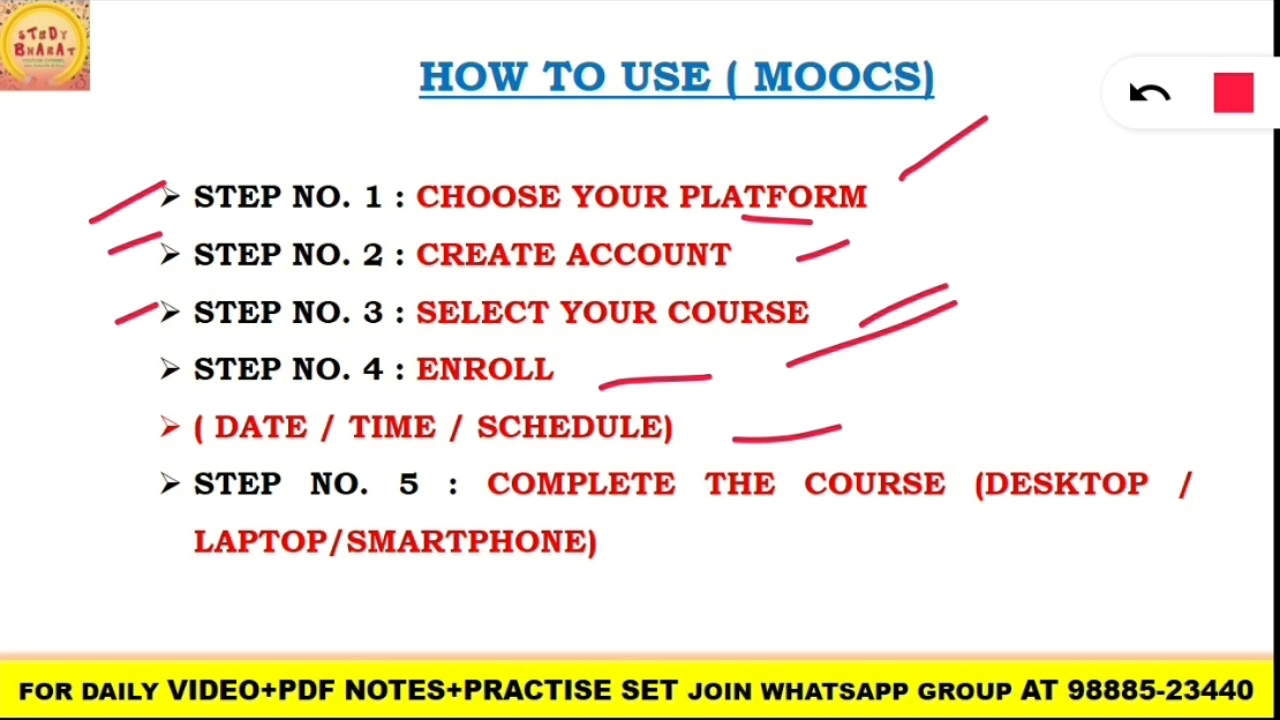 STUDY
BHARAT
HOW TO USE ( MOOCS)
➢ STEP NO. 1 : CHOOSE YOUR PLATFORM
➢ STEP NO. 2 : CREATE ACCOUNT
➢ STEP NO. 3 : SELECT YOUR COURSE
➢ STEP NO. 4 : ENROLL
➢ ( DATE / TIME / SCHEDULE)
➢ STEP NO. 5 : COMPLETE THE COURSE (DESKTOP /
LAPTOP/SMARTPHONE)
FOR DAILY VIDEO+PDF NOTES+PRACTISE SET JOIN WHATSAPP GROUP AT 98885-23440